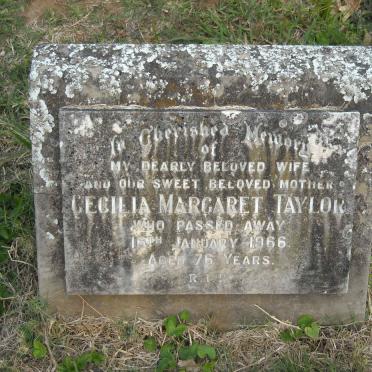 In Cherished Memory
of
MY DEARLY BELOVED WIFE
AND OUR SWEET BELOVED MOTHER
CECILIA MARGARET TAYLOR
WHO PASSED AWAY
16TH JANUARY 1966
AGED 76 YEARS.
R.I.P.